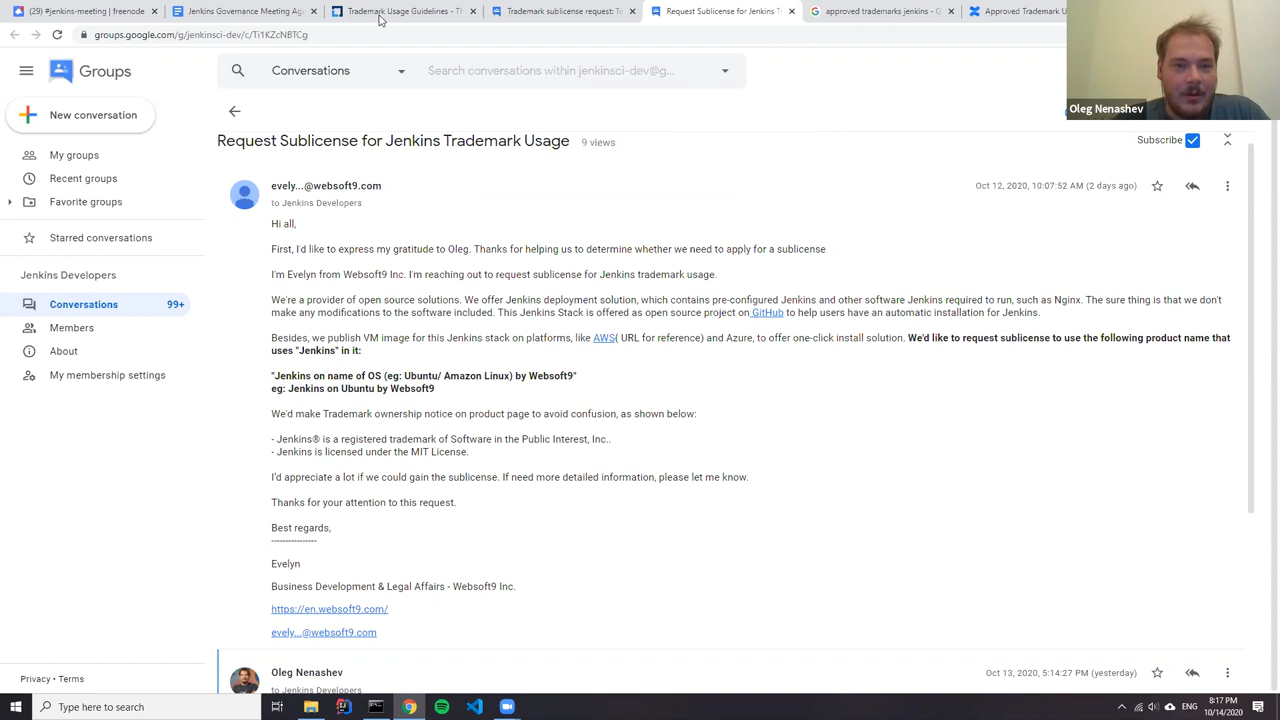 (29) #jenkins-meeting | freenode
Jenkins Governance Meeting Ag
Trademark Usage Guidelines - Th
Trademark sublicense request: Te
Request Sublicense for Jenkins Tr
approved trademarks jenkins - G
Approved Trademark U
groups.google.com/g/jenkinsci-dev/c/Ti1KZcNBTCg
Groups
Conversations
Search conversations within jenkinsci-dev@g...
Oleg Nenashev
New conversation
My groups
Recent groups
Favorite groups
Starred conversations
Jenkins Developers
Conversations 99+
Members
About
My membership settings
Privacy • Terms
Request Sublicense for Jenkins Trademark Usage 9 views
Subscribe
evely...@websoft9.com
Oct 12, 2020, 10:07:52 AM (2 days ago)
to Jenkins Developers
Hi all,
First, I'd like to express my gratitude to Oleg. Thanks for helping us to determine whether we need to apply for a sublicense
I'm Evelyn from Websoft9 Inc. I'm reaching out to request sublicense for Jenkins trademark usage.
We're a provider of open source solutions. We offer Jenkins deployment solution, which contains pre-configured Jenkins and other software Jenkins required to run, such as Nginx. The sure thing is that we don't
make any modifications to the software included. This Jenkins Stack is offered as open source project on GitHub to help users have an automatic installation for Jenkins.
Besides, we publish VM image for this Jenkins stack on platforms, like AWS( URL for reference) and Azure, to offer one-click install solution. We'd like to request sublicense to use the following product name that
uses "Jenkins" in it:
"Jenkins on name of OS (eg: Ubuntu/ Amazon Linux) by Websoft9"
eg: Jenkins on Ubuntu by Websoft9
We'd make Trademark ownership notice on product page to avoid confusion, as shown below:
- Jenkins® is a registered trademark of Software in the Public Interest, Inc..
- Jenkins is licensed under the MIT License.
I'd appreciate a lot if we could gain the sublicense. If need more detailed information, please let me know.
Thanks for your attention to this request.
Best regards,
---------------
Evelyn
Business Development & Legal Affairs - Websoft9 Inc.
https://en.websoft9.com/
evely...@websoft9.com
Oleg Nenashev
Oct 13, 2020, 5:14:27 PM (yesterday)
to Jenkins Developers
Type here to search
ENG
8:17 PM
10/14/2020